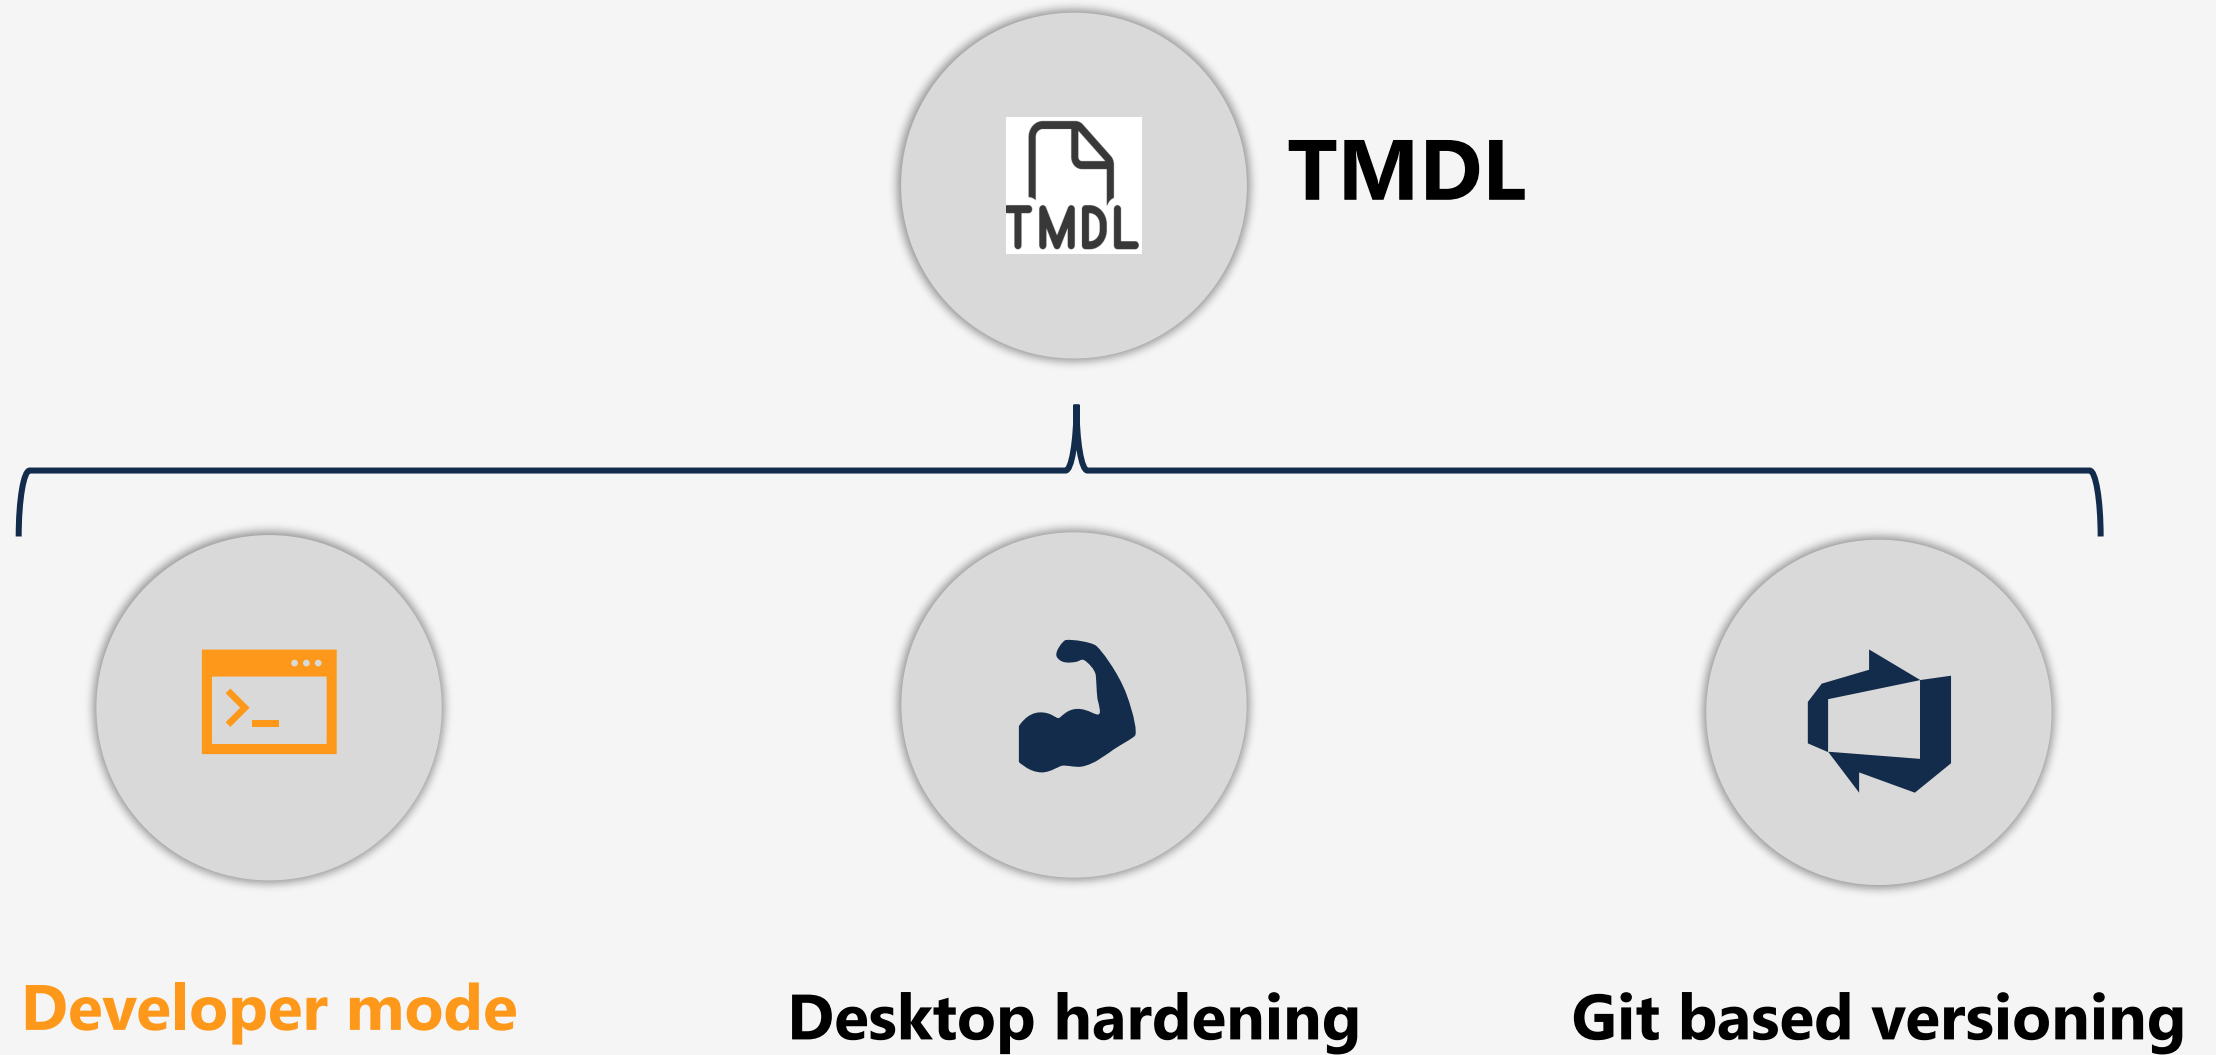 TMDL
TMDL
Developer mode
Desktop hardening
Git based versioning